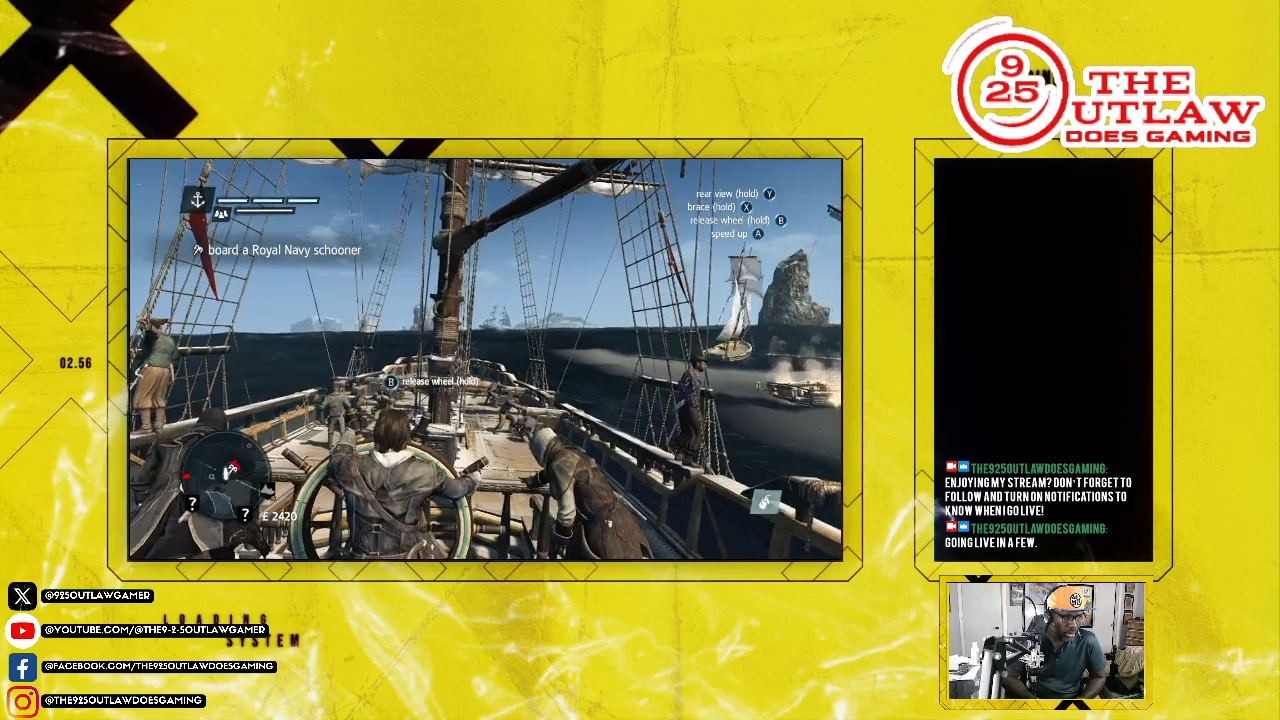 9
25
THE
OUTLAW
DOES GAMING
rear view (hold) Y
brace (hold) X
release wheel (hold) B
speed up A
board a Royal Navy schooner
02.56
B release wheel (hold)
?
? £ 2420
THE925OUTLAWDOESGAMING:
ENJOYING MY STREAM? DON'T FORGET TO
FOLLOW AND TURN ON NOTIFICATIONS TO
KNOW WHEN I GO LIVE!
THE925OUTLAWDOESGAMING:
GOING LIVE IN A FEW.
@925OUTLAWGAMER
LOADING
@YOUTUBE.COM/@THE9-2-5OUTLAWGAMER
SYSTEM
@FACEBOOK.COM/THE925OUTLAWDOESGAMING
@THE925OUTLAWDOESGAMING